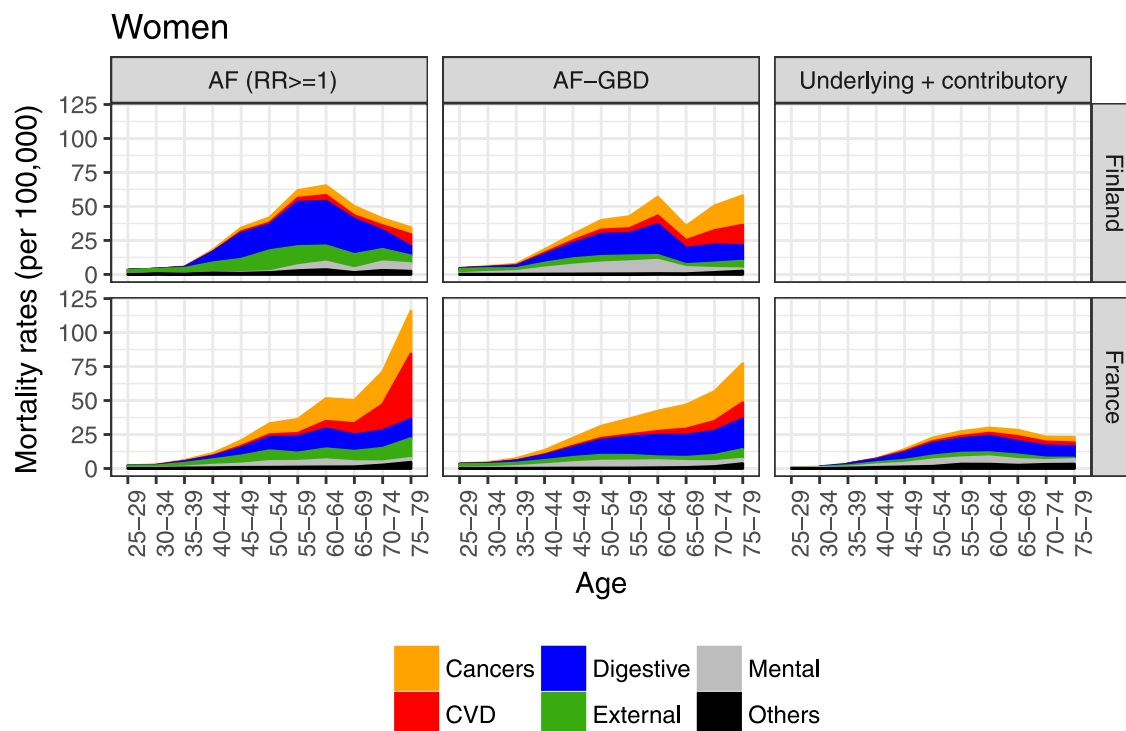 Women
AF (RR>=1) AF−GBD Underlying + contributory
Mortality rates (per 100,000)
125
100
75
50
25
0
Finland
125
100
75
50
25
0
France
25−29 30−34 35−39 40−44 45−49 50−54 55−59 60−64 65−69 70−74 75−79
25−29 30−34 35−39 40−44 45−49 50−54 55−59 60−64 65−69 70−74 75−79
25−29 30−34 35−39 40−44 45−49 50−54 55−59 60−64 65−69 70−74 75−79
Age
Cancers Digestive Mental
CVD External Others